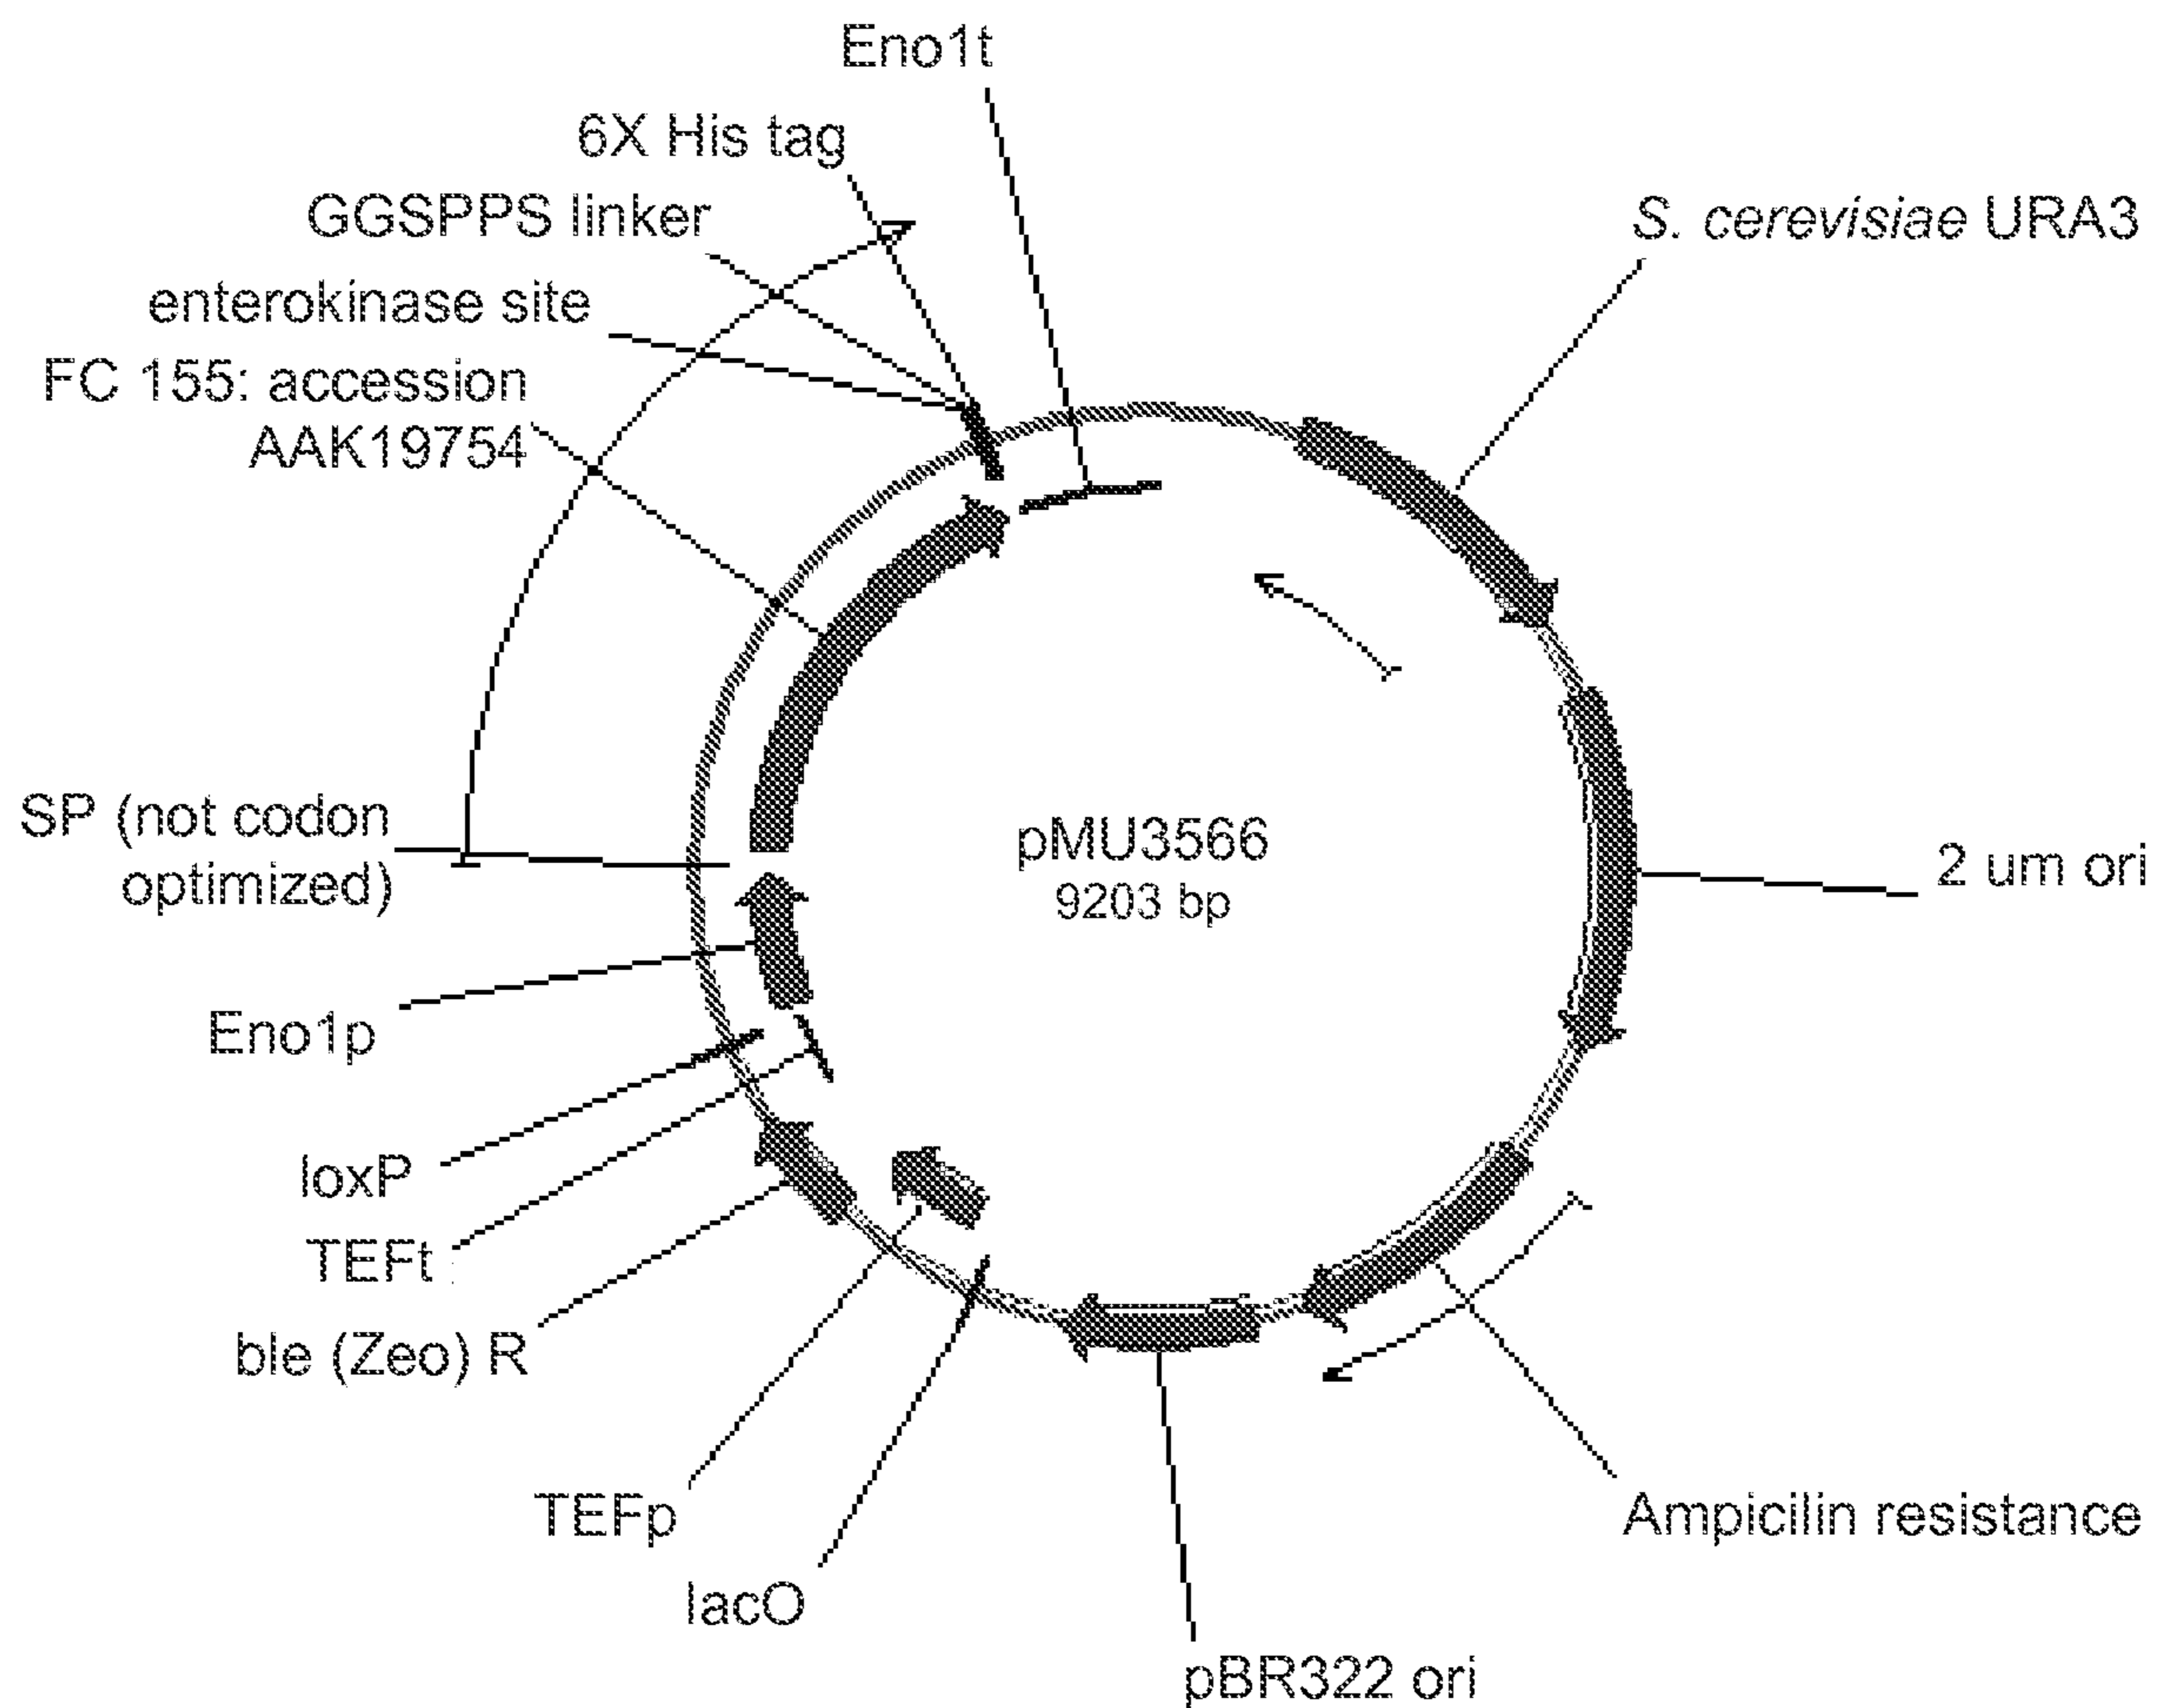 Eno1t
6X His tag
GGSPPS linker
S. cerevisiae URA3
enterokinase site
FC 155: accession
AAK19754
SP (not codon
optimized)
pMU3566
9203 bp
2 um ori
Eno1p
loxP
TEFt
ble (Zeo) R
TEFp
Ampicilin resistance
lacO
pBR322 ori